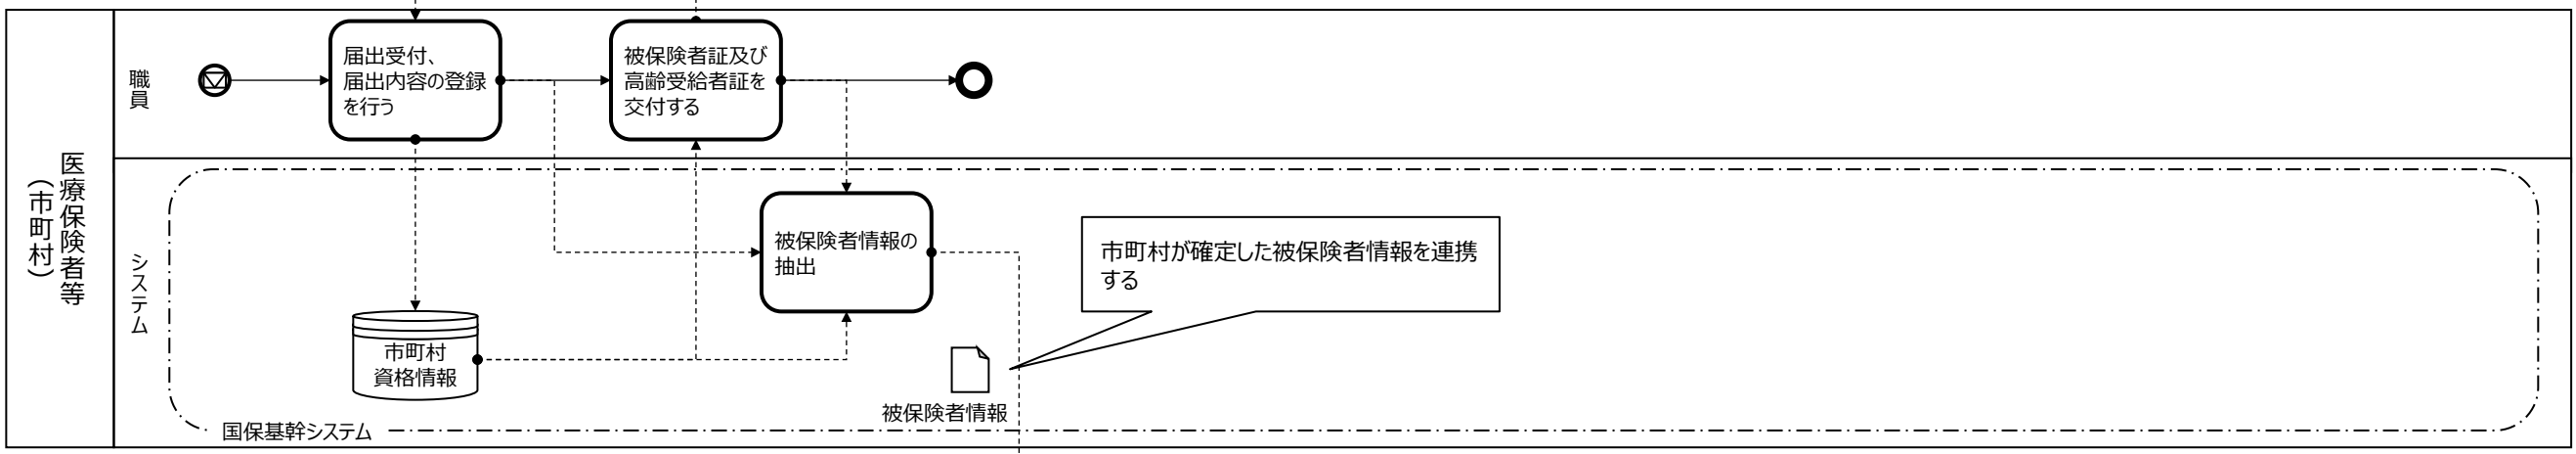 医療保険者等
（市町村）
職員
届出受付、
届出内容の登録
を行う
被保険者証及び
高齢受給者証を
交付する
システム
被保険者情報の
抽出
市町村が確定した被保険者情報を連携
する
市町村
資格情報
被保険者情報
国保基幹システム